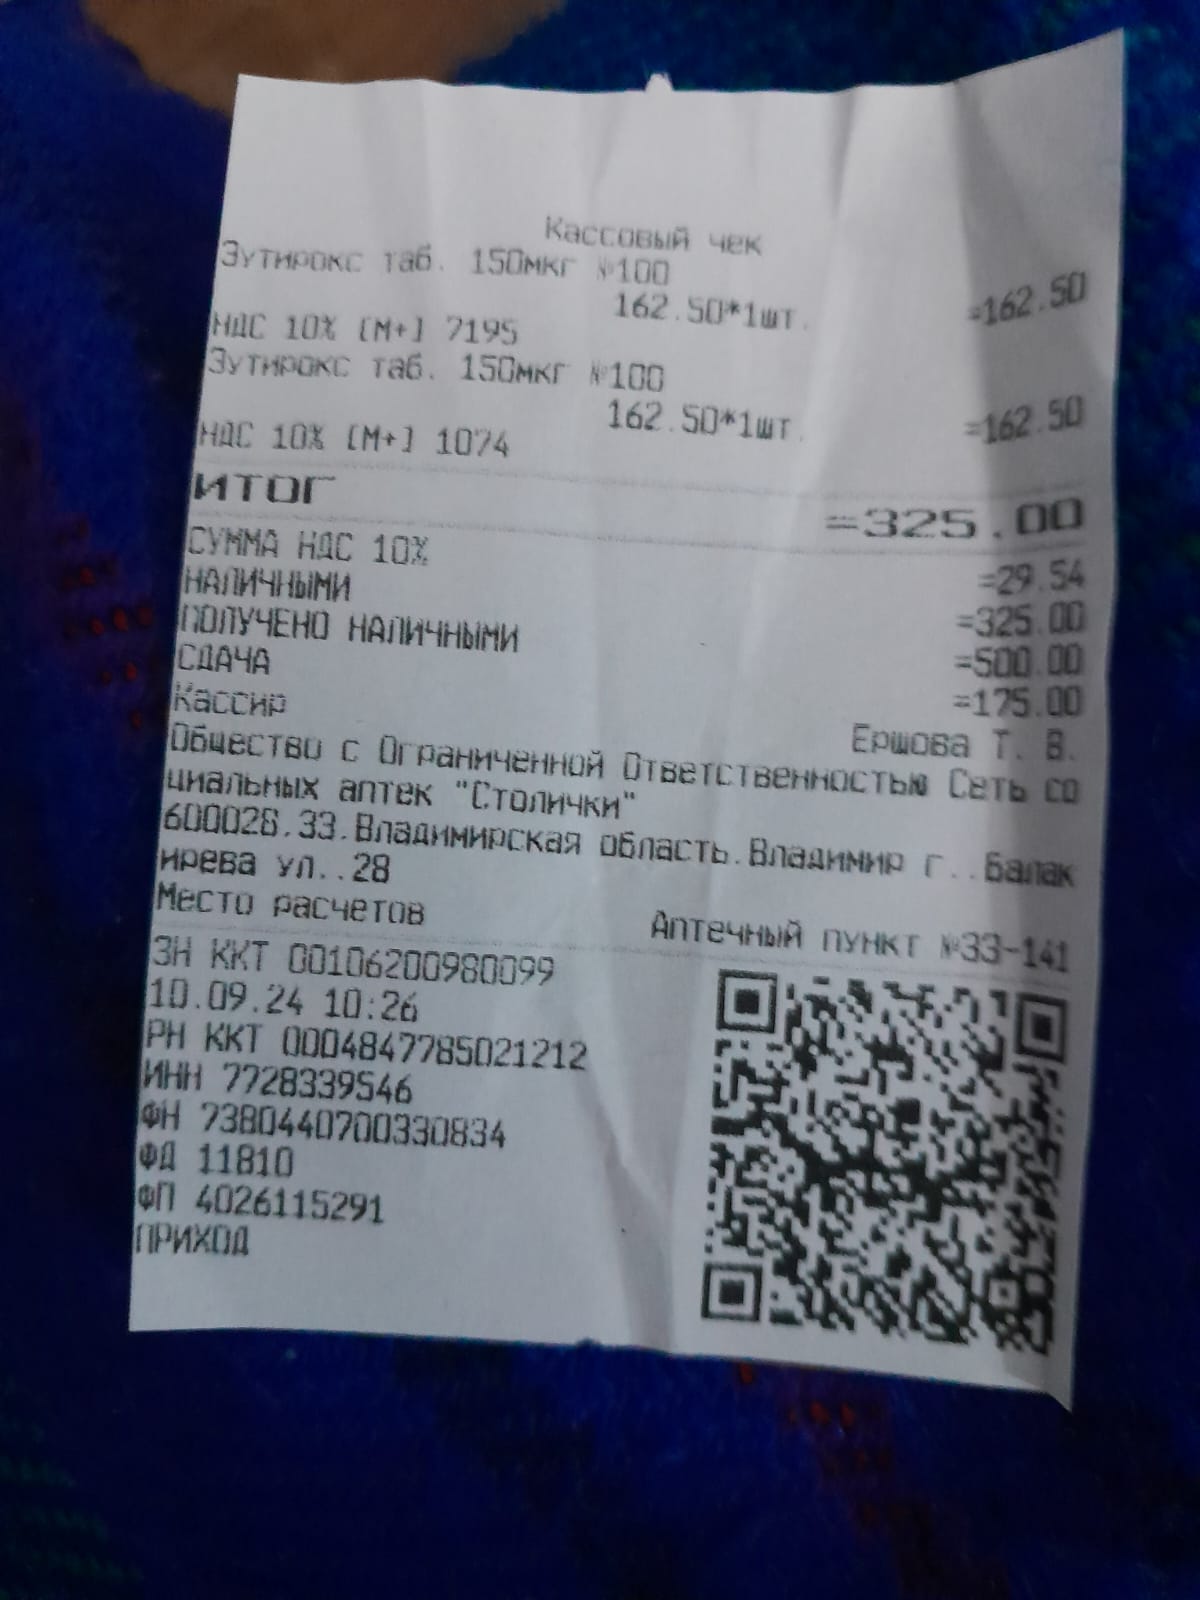 Кассовый чек
Эутирокс таб. 150мкг №100
162.50*1шт. =162.50
НДС 10% [М+] 7195
Эутирокс таб. 150мкг №100
162.50*1шт. =162.50
НДС 10% [М+] 1074
ИТОГ =325.00
СУММА НДС 10% =29.54
НАЛИЧНЫМИ =325.00
ПОЛУЧЕНО НАЛИЧНЫМИ =500.00
СДАЧА =175.00
Кассир Ершова Т. В.
Общество с Ограниченной Ответственностью Сеть со
циальных аптек "Столички"
600028,33,Владимирская область,Владимир г.,,Балак
ирева ул.,28
Место расчетов Аптечный пункт №33-141
ЗН ККТ 00106200980099
10.09.24 10:26
РН ККТ 0004847785021212
ИНН 7728339546
ФН 7380440700330834
ФД 11810
ФП 4026115291
ПРИХОД